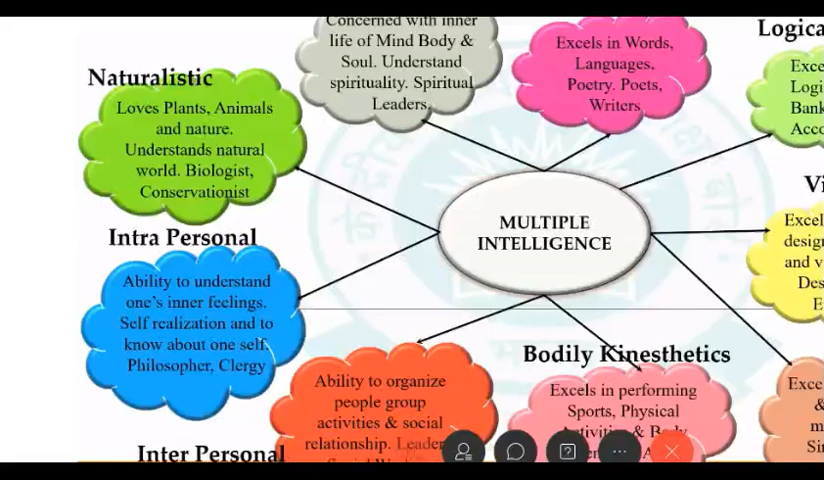 Concerned with inner
life of Mind Body &
Soul. Understand
spirituality. Spiritual
Leaders.
Excels in Words,
Languages,
Poetry. Poets,
Writers
Naturalistic
Loves Plants, Animals
and nature.
Understands natural
world. Biologist,
Conservationist
MULTIPLE
INTELLIGENCE
Intra Personal
Ability to understand
one's inner feelings.
Self realization and to
know about one self.
Philosopher, Clergy
and v
Ability to organize
people group
activities & social
relationship.
Inter Personal
Bodily Kinesthetics
Excels in performing
Sports, Physical
&